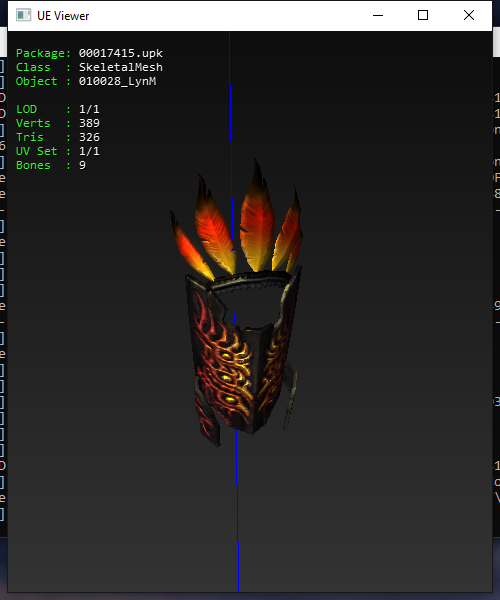 UE Viewer
Package: 00017415.upk
Class  : SkeletalMesh
Object : 010028_LynM
LOD    : 1/1
Verts  : 389
Tris   : 326
UV Set : 1/1
Bones  : 9